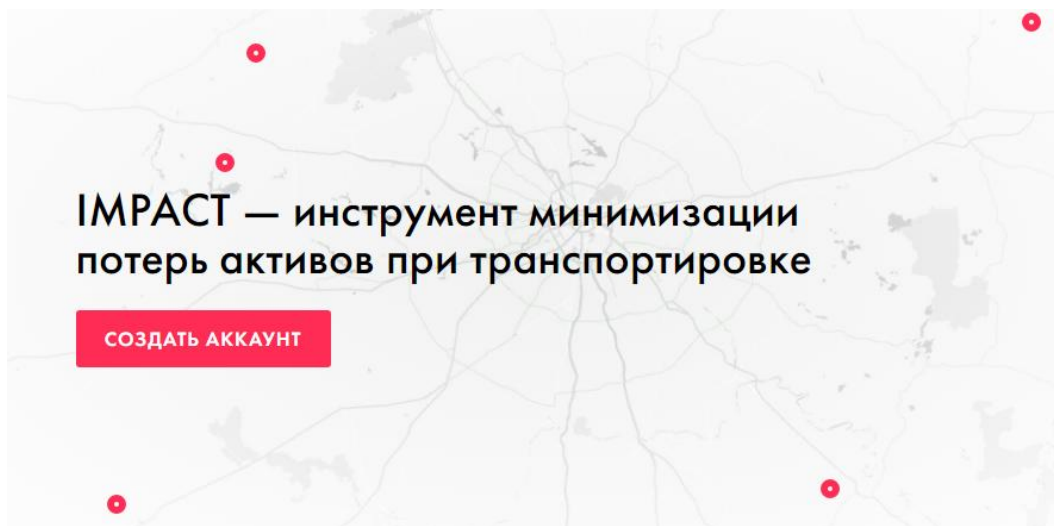 IMPACT — инструмент минимизации
потерь активов при транспортировке
СОЗДАТЬ АККАУНТ